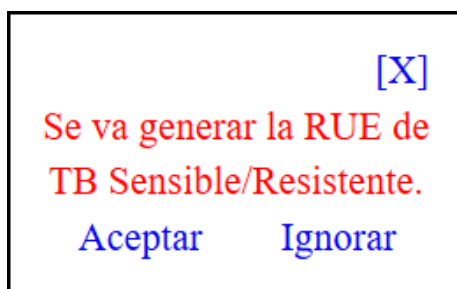 [X]
Se va generar la RUE de
TB Sensible/Resistente.
Aceptar Ignorar